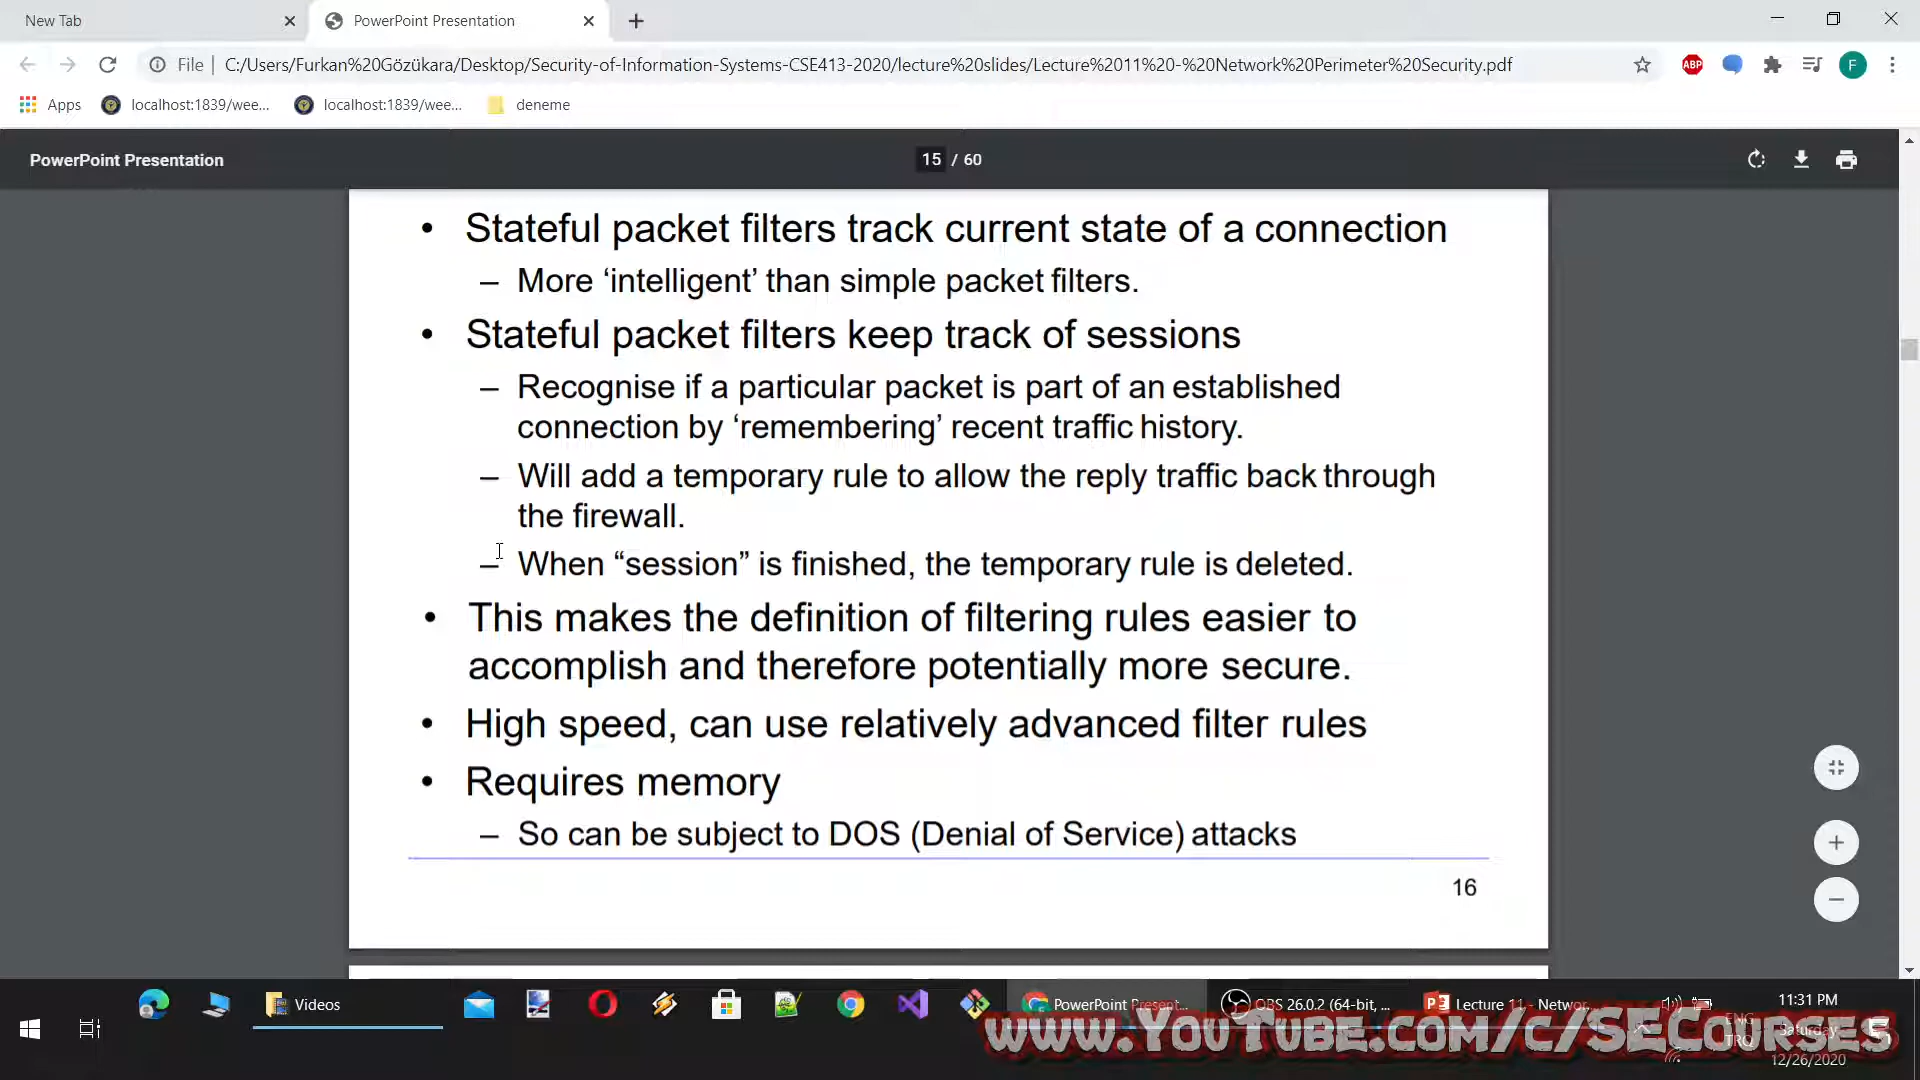 New Tab
PowerPoint Presentation
File
C:/Users/Furkan%20Gözükara/Desktop/Security-of-Information-Systems-CSE413-2020/lecture%20slides/Lecture%2011%20-%20Network%20Perimeter%20Security.pdf
ABP
F
Apps
localhost:1839/wee...
localhost:1839/wee...
deneme
PowerPoint Presentation
15 / 60
• Stateful packet filters track current state of a connection
– More ‘intelligent’ than simple packet filters.
• Stateful packet filters keep track of sessions
– Recognise if a particular packet is part of an established
connection by ‘remembering’ recent traffic history.
– Will add a temporary rule to allow the reply traffic back through
the firewall.
– When “session” is finished, the temporary rule is deleted.
• This makes the definition of filtering rules easier to
accomplish and therefore potentially more secure.
• High speed, can use relatively advanced filter rules
• Requires memory
– So can be subject to DOS (Denial of Service) attacks
16
Videos
PowerPoint Present...
OBS 26.0.2 (64-bit, ...
Lecture 11 - Networ...
11:31 PM
ENG
Saturday
TRQ
12/26/2020
www.YouTube.com/c/SECourses